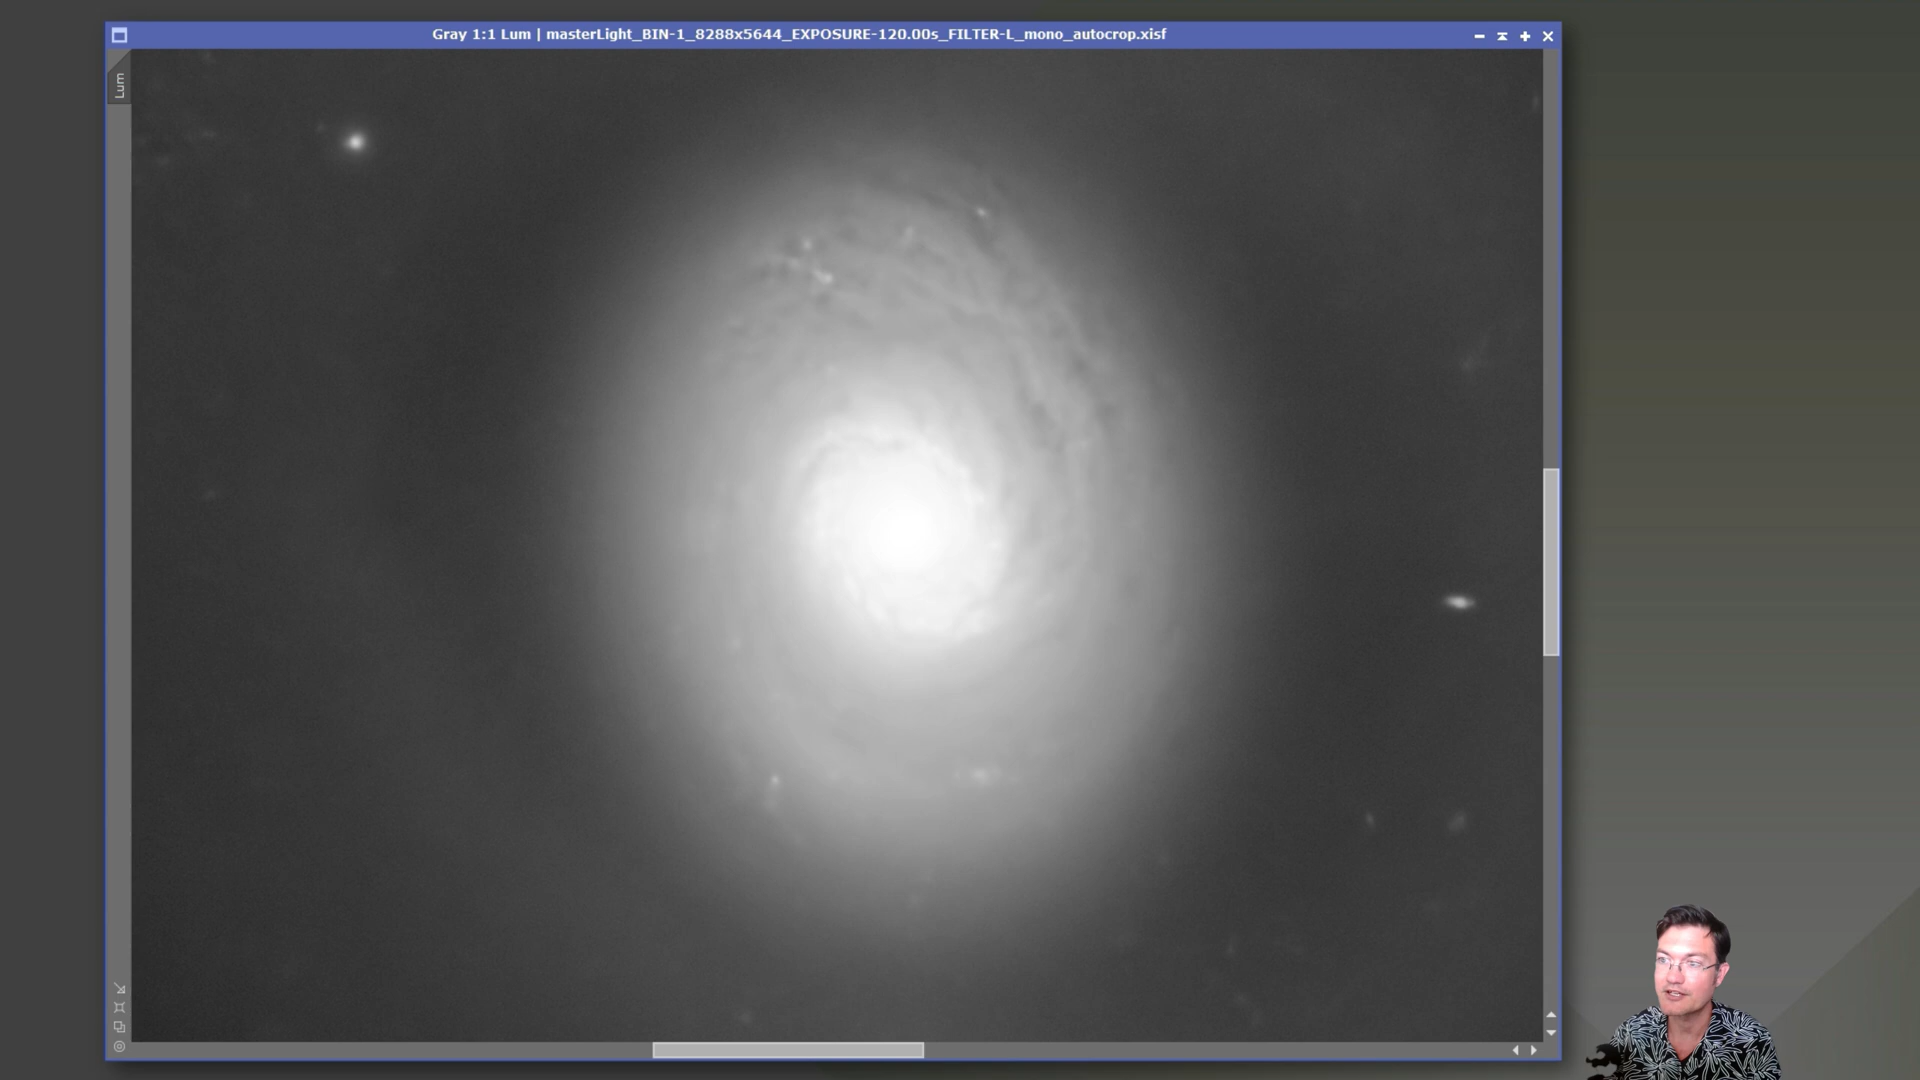 Gray 1:1 Lum | masterLight_BIN-1_8288x5644_EXPOSURE-120.00s_FILTER-L_mono_autocrop.xisf
Lum